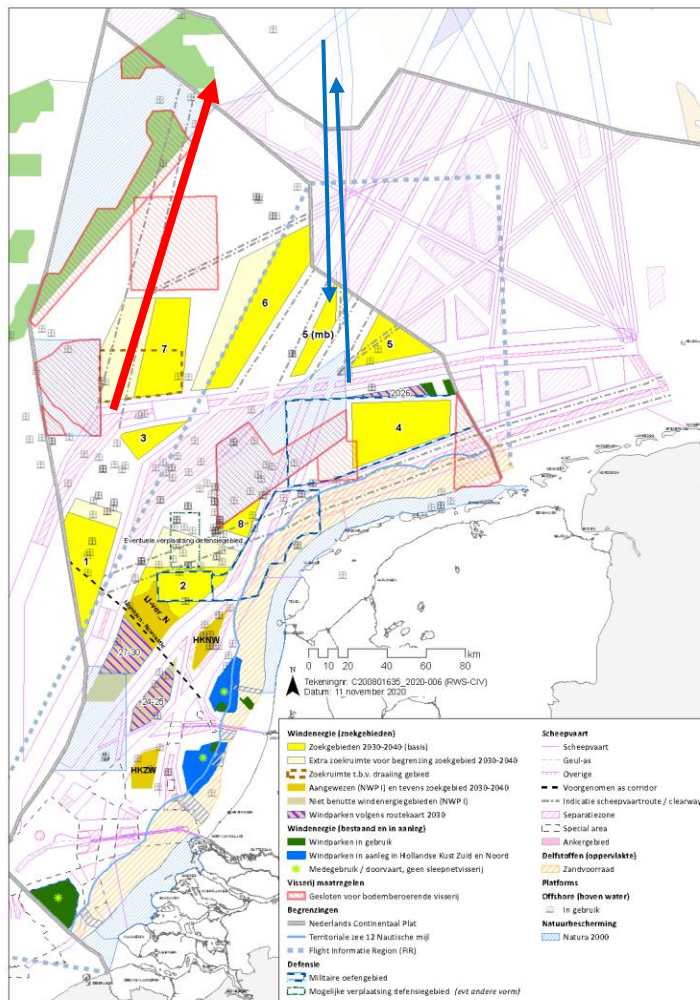 6
7
5 (mb)
5
2026
4
3
8
Eventuele verplaatsing defensiegebied
1
2
IJ-ver_N
27-30
HKNW
24-25
HKZW
TEXEL
N
0 10 20 40 60 80
km
Tekeningnr: C200801635_2020-006 (RWS-CIV)
Datum: 11 november 2020
Windenergie (zoekgebieden)
Zoekgebieden 2030-2040 (basis)
Extra zoekruimte voor begrenzing zoekgebied 2030-2040
Zoekruimte t.b.v. draaiing gebied
Aangewezen (NWP I) en tevens zoekgebied 2030-2040
Niet benutte windenergiegebieden (NWP I)
Windparken volgens routekaart 2030
Windenergie (bestaand en in aanleg)
Windparken in gebruik
Windparken in aanleg in Hollandse Kust Zuid en Noord
Medegebruik / doorvaart, geen sleepnetvisserij
Visserij maatregelen
Gesloten voor bodemberoerende visserij
Begrenzingen
Nederlands Continentaal Plat
Territoriale zee 12 Nautische mijl
Flight Informatie Region (FIR)
Defensie
Militaire oefengebied
Mogelijke verplaatsing defensiegebied (evt andere vorm)
Scheepvaart
Scheepvaart
Geul-as
Overige
Voorgenomen as corridor
Indicatie scheepvaartroute / clearway
Separatiezone
Special area
Ankergebied
Delfstoffen (oppervlakte)
Zandvoorraad
Platforms
Offshore (boven water)
In gebruik
Natuurbescherming
Natura 2000